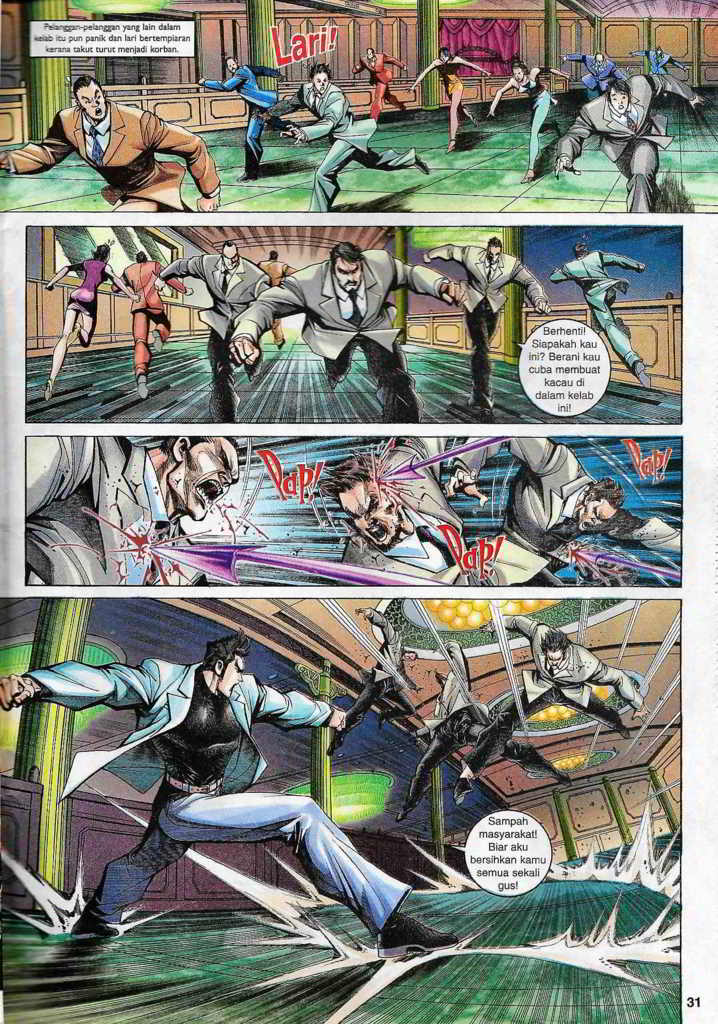 Pelanggan-pelanggan yang lain dalam
kelab itu pun panik dan lari bertempiaran
kerana takut turut menjadi korban.
Lari!
Berhenti!
Siapakah kau
ini? Berani kau
cuba membuat
kacau di
dalam kelab
ini!
Pap!
Pap!
Pap!
Sampah
masyarakat!
Biar aku
bersihkan kamu
semua sekali
gus!
31